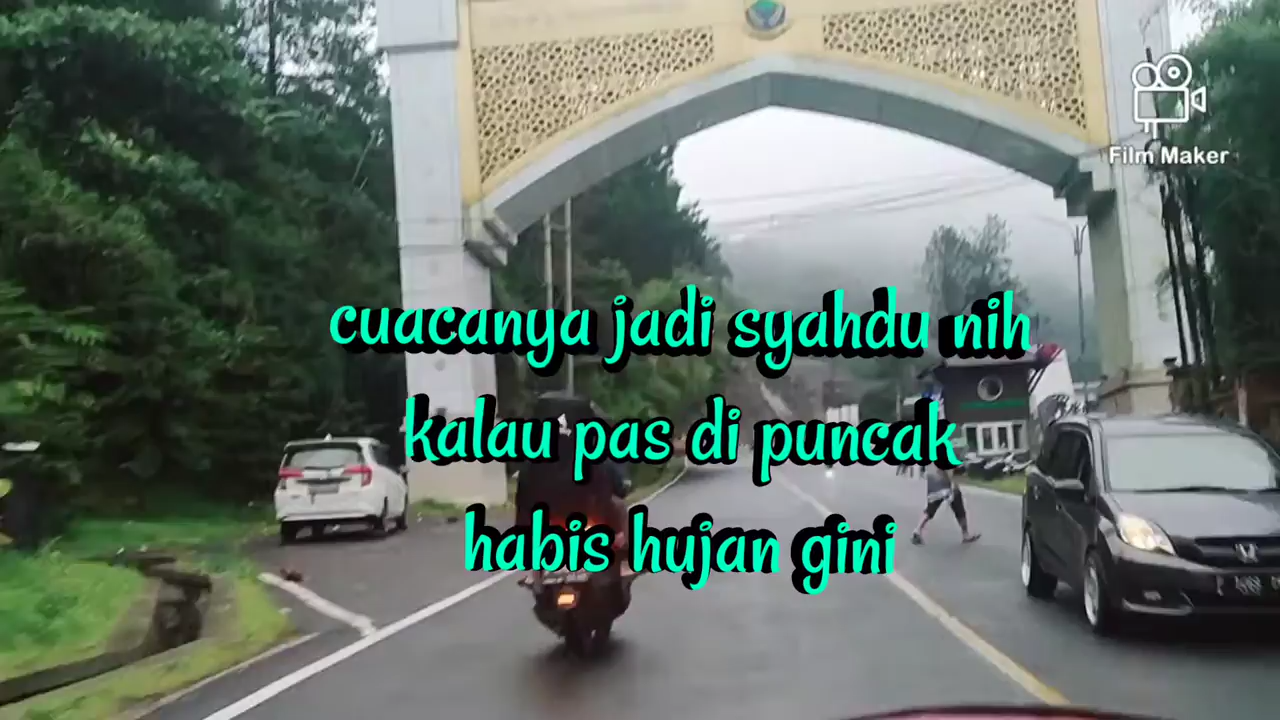 Film Maker
cuacanya jadi syahdu nih
kalau pas di puncak
habis hujan gini